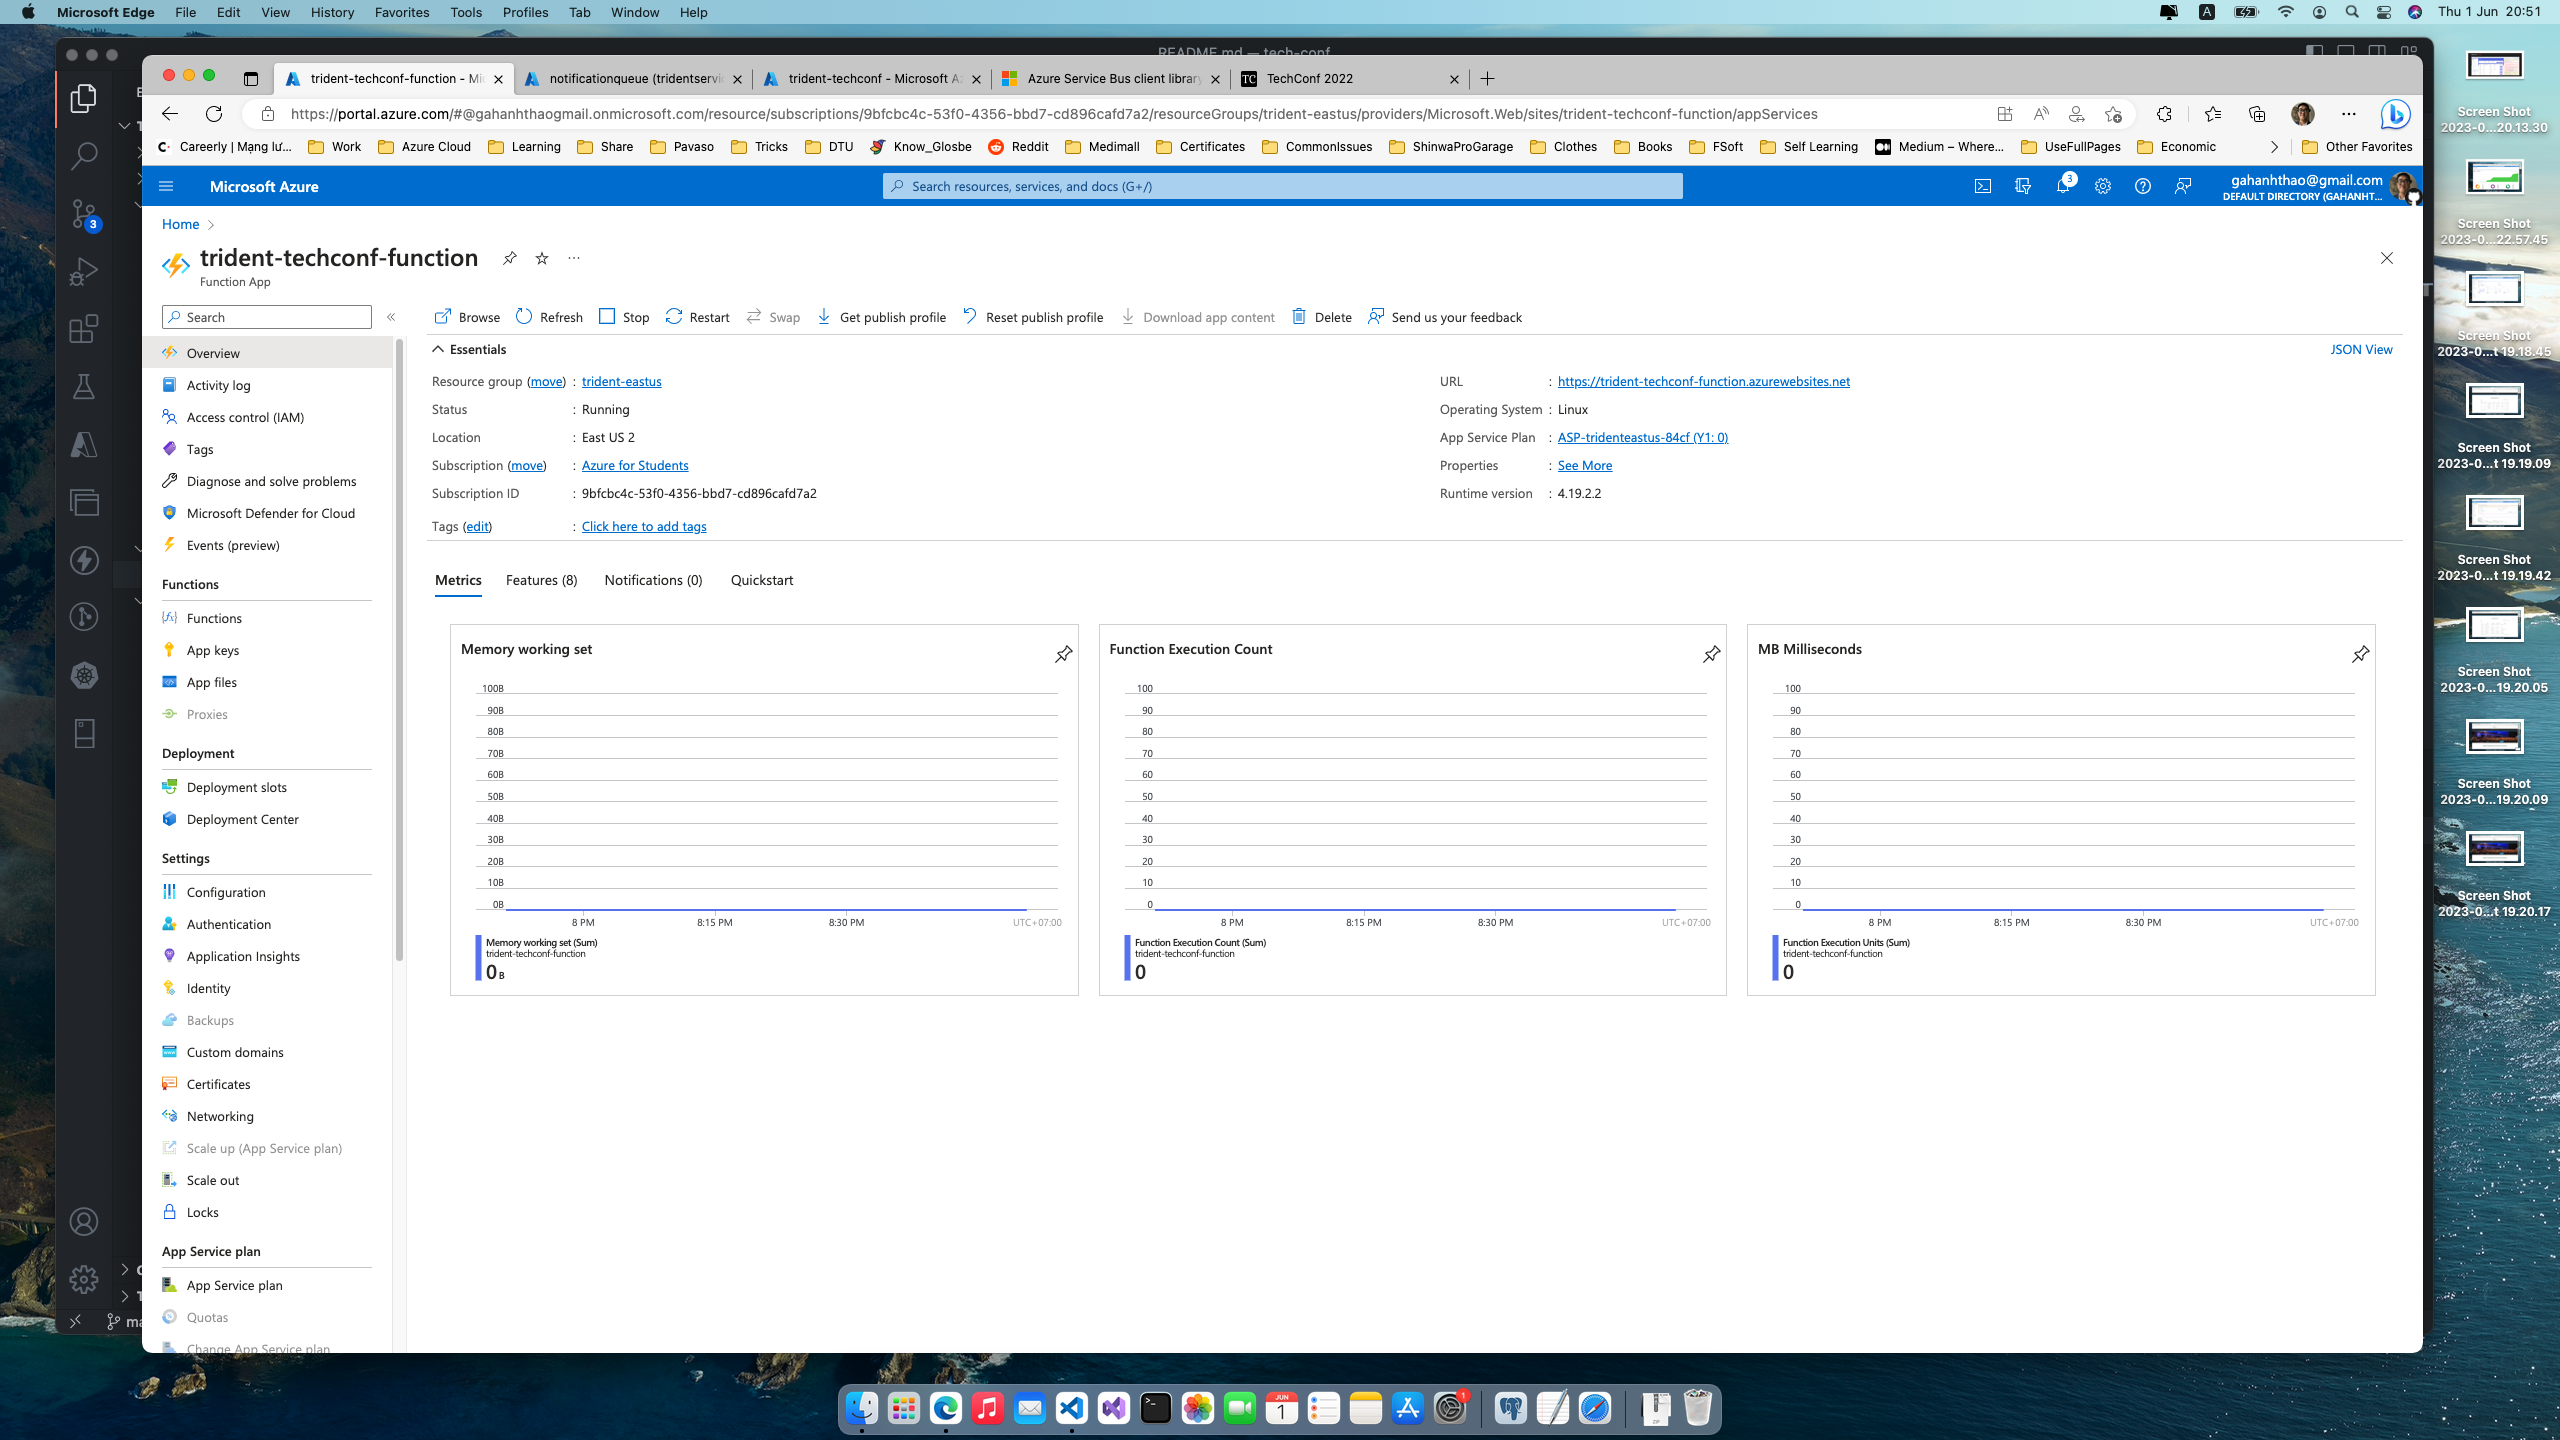 Microsoft Edge File Edit View History Favorites Tools Profiles Tab Window Help
A Thu 1 Jun 20:51
README.md — tech-conf
trident-techconf-function - Mi
notificationqueue (tridentservi
trident-techconf - Microsoft A
Azure Service Bus client library
TC TechConf 2022
https://portal.azure.com/#@gahanhthaogmail.onmicrosoft.com/resource/subscriptions/9bfcbc4c-53f0-4356-bbd7-cd896cafd7a2/resourceGroups/trident-eastus/providers/Microsoft.Web/sites/trident-techconf-function/appServices
Careerly | Mạng lư... Work Azure Cloud Learning Share Pavaso Tricks DTU Know_Glosbe Reddit Medimall Certificates CommonIssues ShinwaProGarage Clothes Books FSoft Self Learning Medium – Where... UseFullPages Economic Other Favorites
Microsoft Azure
Search resources, services, and docs (G+/)
3
gahanhthao@gmail.com
DEFAULT DIRECTORY (GAHANHT...
Home
trident-techconf-function
Function App
Search
Browse Refresh Stop Restart Swap Get publish profile Reset publish profile Download app content Delete Send us your feedback
Overview
Activity log
Access control (IAM)
Tags
Diagnose and solve problems
Microsoft Defender for Cloud
Events (preview)
Functions
Functions
App keys
App files
Proxies
Deployment
Deployment slots
Deployment Center
Settings
Configuration
Authentication
Application Insights
Identity
Backups
Custom domains
Certificates
Networking
Scale up (App Service plan)
Scale out
Locks
App Service plan
App Service plan
Quotas
Change App Service plan
Essentials
JSON View
Resource group (move) : trident-eastus
Status : Running
Location : East US 2
Subscription (move) : Azure for Students
Subscription ID : 9bfcbc4c-53f0-4356-bbd7-cd896cafd7a2
Tags (edit) : Click here to add tags
URL : https://trident-techconf-function.azurewebsites.net
Operating System : Linux
App Service Plan : ASP-tridenteastus-84cf (Y1: 0)
Properties : See More
Runtime version : 4.19.2.2
Metrics Features (8) Notifications (0) Quickstart
Memory working set
100B
90B
80B
70B
60B
50B
40B
30B
20B
10B
0B
8 PM 8:15 PM 8:30 PM UTC+07:00
Memory working set (Sum)
trident-techconf-function
0 B
Function Execution Count
100
90
80
70
60
50
40
30
20
10
0
8 PM 8:15 PM 8:30 PM UTC+07:00
Function Execution Count (Sum)
trident-techconf-function
0
MB Milliseconds
100
90
80
70
60
50
40
30
20
10
0
8 PM 8:15 PM 8:30 PM UTC+07:00
Function Execution Units (Sum)
trident-techconf-function
0
3
Screen Shot
2023-0...20.13.30
Screen Shot
2023-0...22.57.45
Screen Shot
2023-0...t 19.18.45
Screen Shot
2023-0...t 19.19.09
Screen Shot
2023-0...t 19.19.42
Screen Shot
2023-0...19.20.05
Screen Shot
2023-0...19.20.09
Screen Shot
2023-0...t 19.20.17
JUN
1
1
ZIP